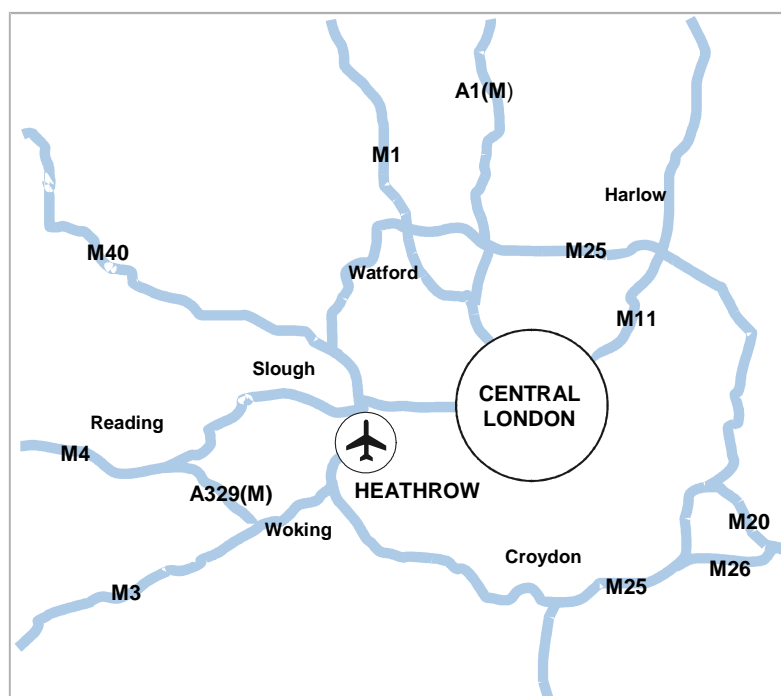 A1(M)
M1
Harlow
M40
M25
Watford
M11
Slough
CENTRAL
LONDON
Reading
M4
A329(M)
HEATHROW
M20
Woking
Croydon
M26
M3
M25